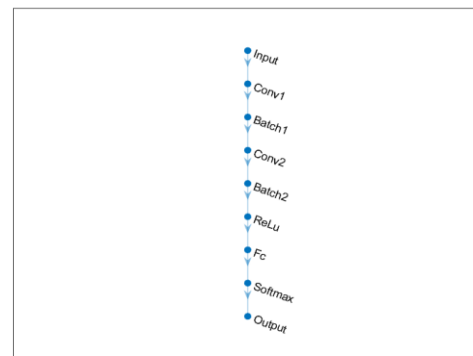 Input
Conv1
Batch1
Conv2
Batch2
ReLu
Fc
Softmax
Output